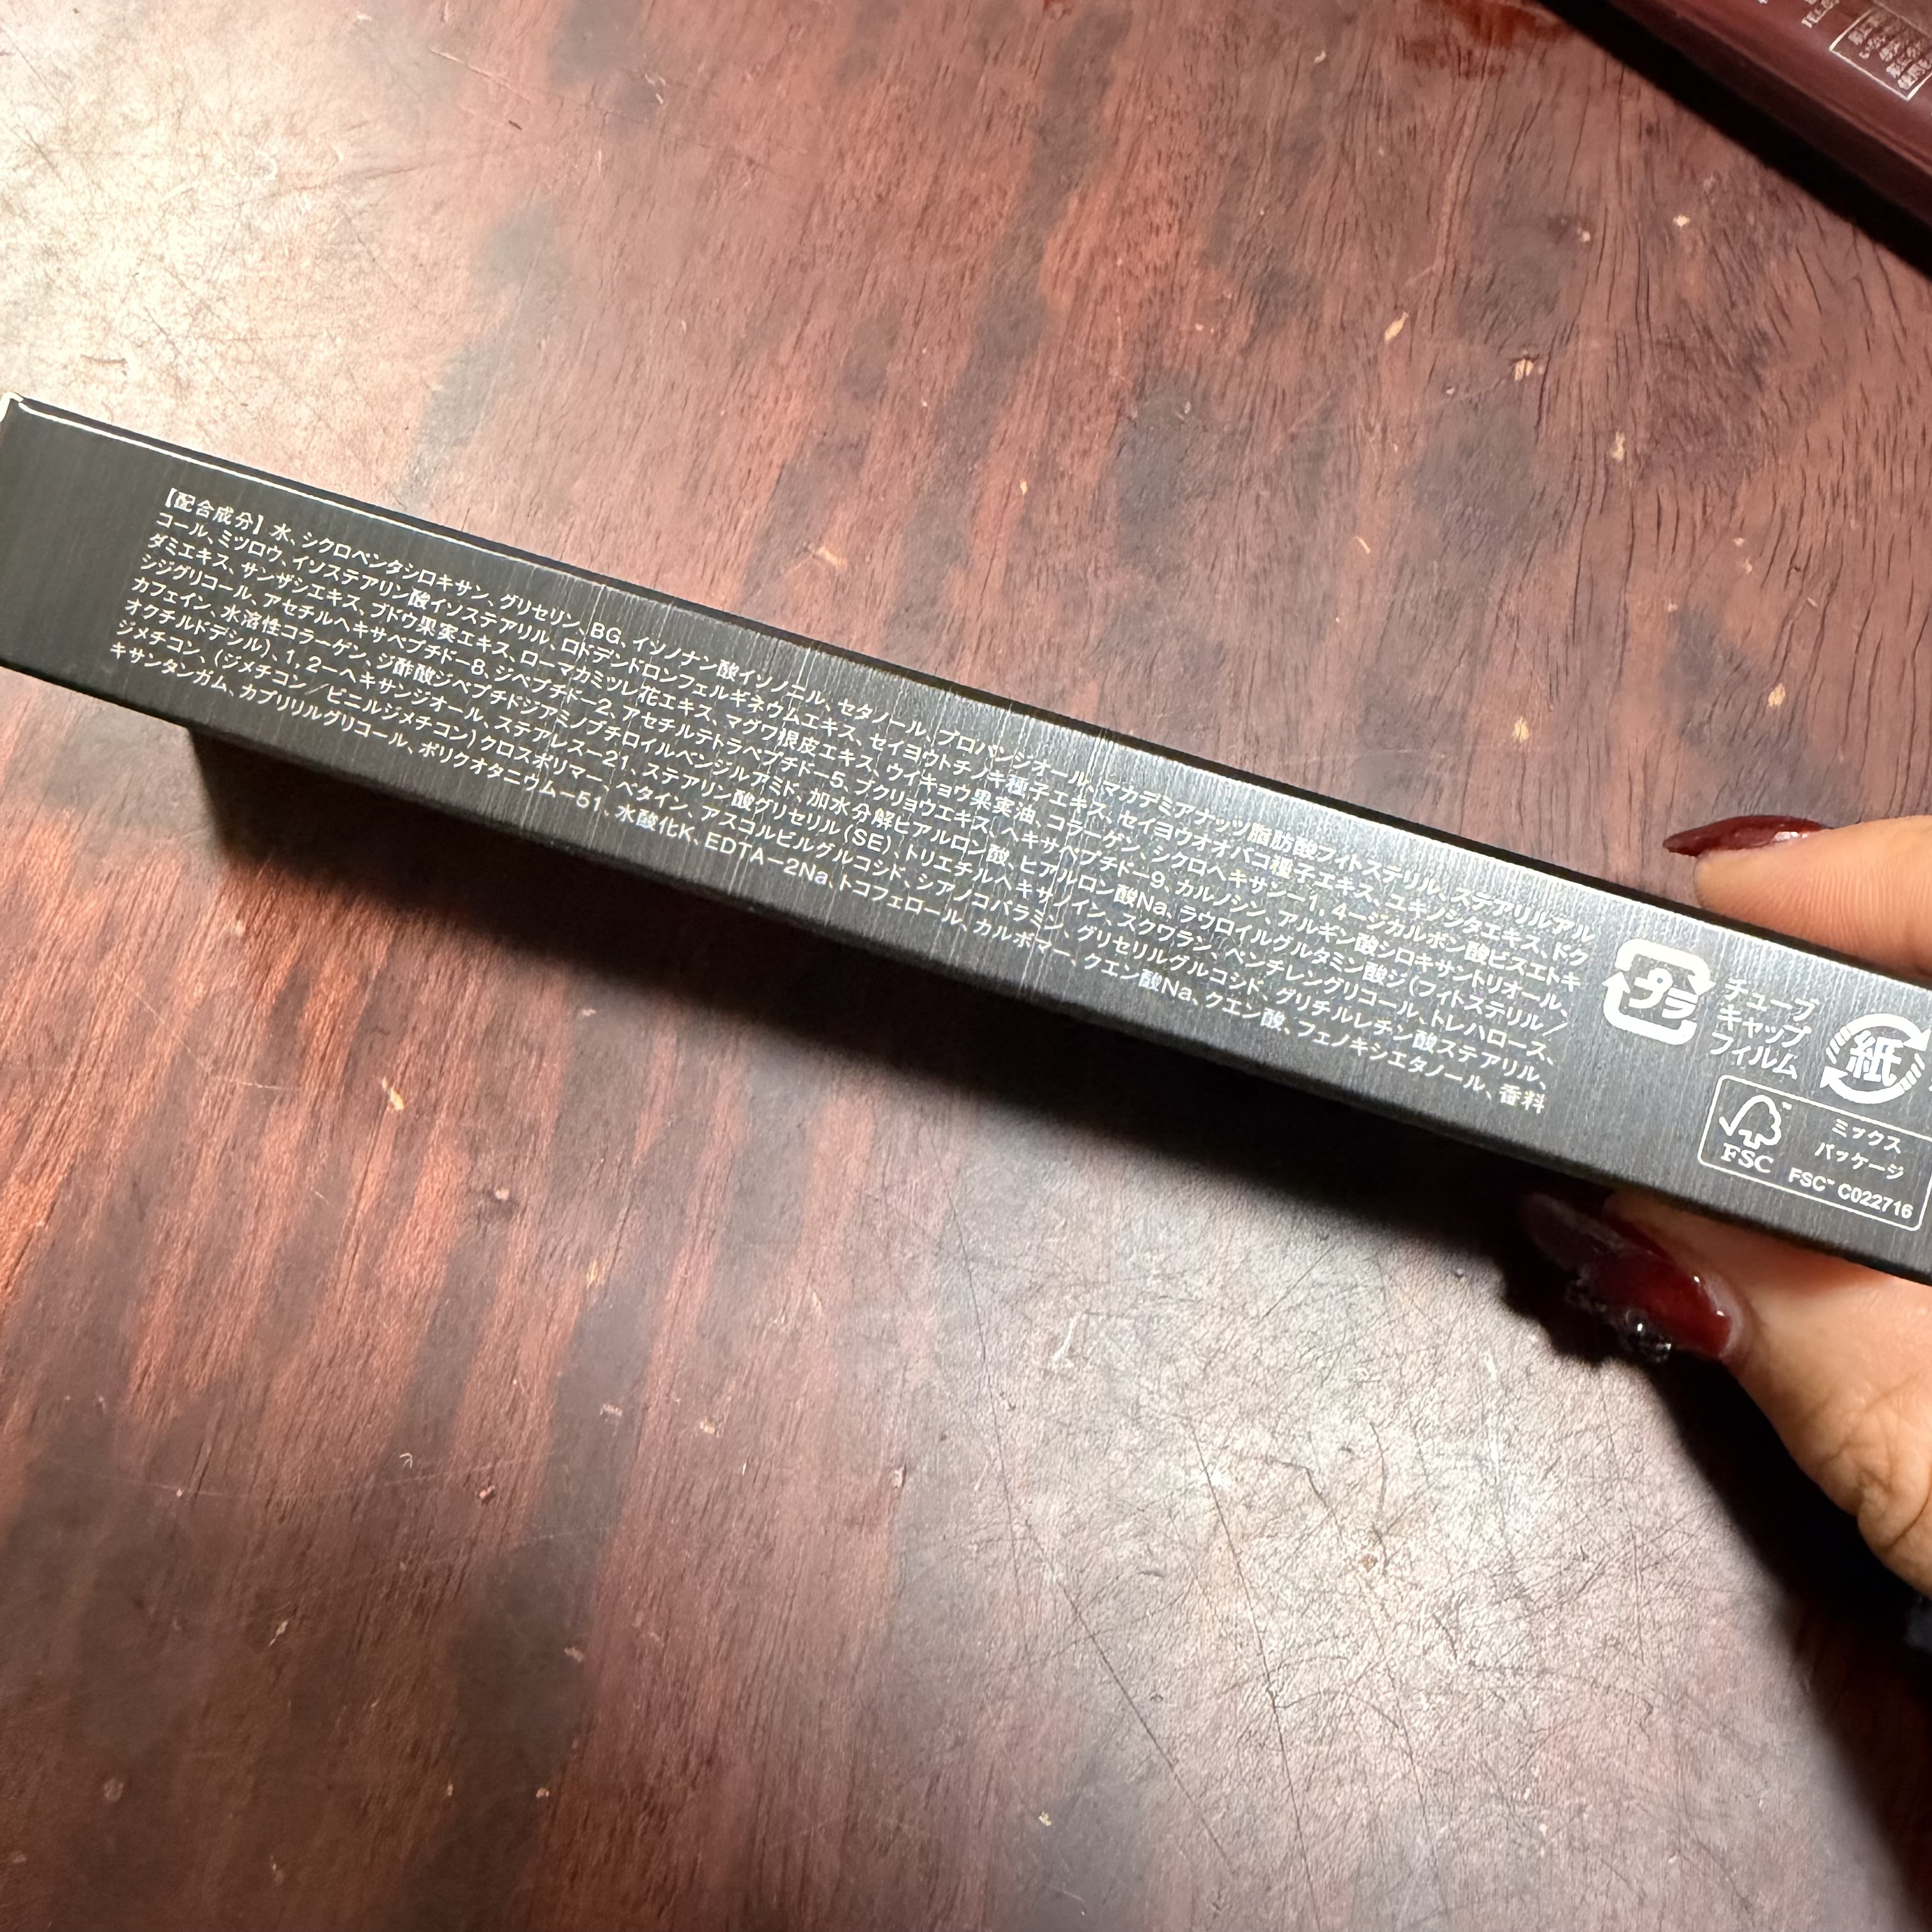 【配合成分】水、シクロペンタシロキサン、グリセリン、BG、イソノナン酸イソノニル、セタノール、プロパンジオール、マカデミアナッツ脂肪酸フィトステリル、ステアリルアル
コール、ミツロウ、イソステアリン酸イソステアリル、ロドデンドロンフェルギネウムエキス、セイヨウトチノキ種子エキス、セイヨウオオバコ種子エキス、ユキノシタエキス、ドク
ダミエキス、サンザシエキス、ブドウ果実エキス、ローマカミツレ花エキス、マグワ根皮エキス、ウイキョウ果実油、コラーゲン、シクロヘキサン-1,4-ジカルボン酸ビスエトキ
シジグリコール、アセチルヘキサペプチド-8、ジペプチド-2、アセチルテトラペプチド-5、ブクリョウエキス、ヘキサペプチド-9、カルノシン、アルギン酸シロキサントリオール、
カフェイン、水溶性コラーゲン、ジ酢酸ジペプチドジアミノブチロイルベンジルアミド、加水分解ヒアルロン酸、ヒアルロン酸Na、ラウロイルグルタミン酸ジ(フィトステリル/
オクチルドデシル)、1,2-ヘキサンジオール、ステアレス-21、ステアリン酸グリセリル(SE)、トリエチルヘキサノイン、スクワラン、ペンチレングリコール、トレハロース、
ジメチコン、(ジメチコン/ビニルジメチコン)クロスポリマー、ベタイン、アスコルビルグルコシド、シアノコバラミン、グリセリルグルコシド、グリチルレチン酸ステアリル、
キサンタンガム、カプリリルグリコール、ポリクオタニウム-51、水酸化K、EDTA-2Na、トコフェロール、カルボマー、クエン酸Na、クエン酸、フェノキシエタノール、香料
プラ
チューブ
キャップ
フィルム
紙
FSC
ミックス
パッケージ
FSC™ C022716